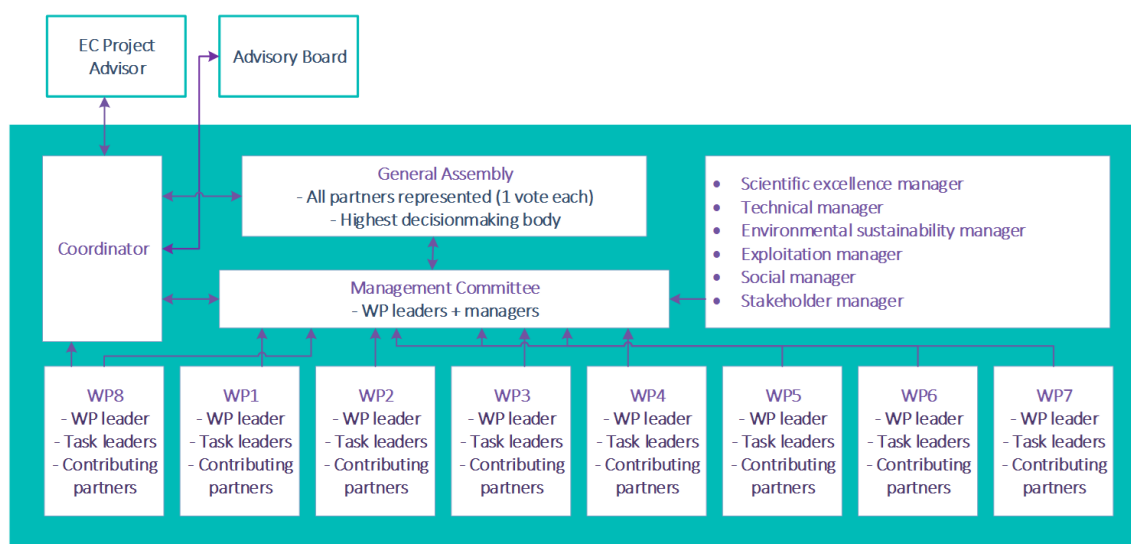 EC Project
Advisor
Advisory Board
Coordinator
General Assembly
- All partners represented (1 vote each)
- Highest decisionmaking body
Management Committee
- WP leaders + managers
• Scientific excellence manager
• Technical manager
• Environmental sustainability manager
• Exploitation manager
• Social manager
• Stakeholder manager
WP8
- WP leader
- Task leaders
- Contributing
partners
WP1
- WP leader
- Task leaders
- Contributing
partners
WP2
- WP leader
- Task leaders
- Contributing
partners
WP3
- WP leader
- Task leaders
- Contributing
partners
WP4
- WP leader
- Task leaders
- Contributing
partners
WP5
- WP leader
- Task leaders
- Contributing
partners
WP6
- WP leader
- Task leaders
- Contributing
partners
WP7
- WP leader
- Task leaders
- Contributing
partners